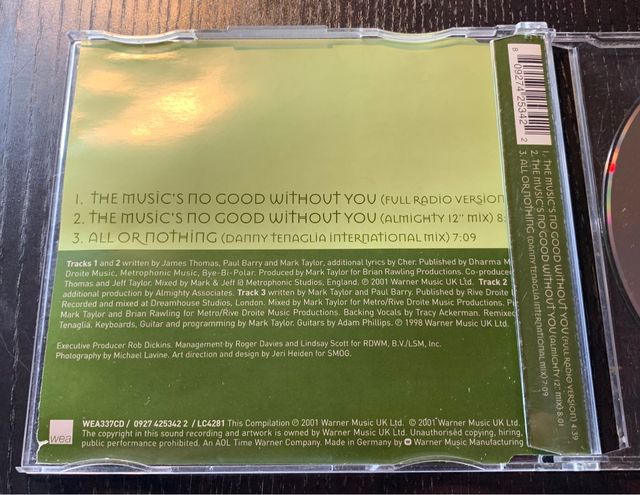 1. THE MUSIC'S NO GOOD WITHOUT YOU (FULL RADIO VERSION
2. THE MUSIC'S NO GOOD WITHOUT YOU (ALMIGHTY 12" MIX) 8:
3. ALL OR NOTHING (DANNY TENAGLIA INTERNATIONAL MIX) 7:09
Tracks 1 and 2 written by James Thomas, Paul Barry and Mark Taylor, additional lyrics by Cher. Published by Dharma M
Droite Music, Metrophonic Music, Bye-Bi-Polar. Produced by Mark Taylor for Brian Rawling Productions. Co-produce
Thomas and Jeff Taylor. Mixed by Mark & Jeff @ Metrophonic Studios, England. ℗ 2001 Warner Music UK Ltd. Track 2
additional production by Almighty Associates. Track 3 written by Mark Taylor and Paul Barry. Published by Rive Droite
Recorded and mixed at Dreamhouse Studios, London. Mixed by Mark Taylor for Metro/Rive Droite Music Productions. P
Mark Taylor and Brian Rawling for Metro/Rive Droite Music Productions. Backing Vocals by Tracy Ackerman. Remixe
Tenaglia. Keyboards, Guitar and programming by Mark Taylor. Guitars by Adam Phillips. ℗ 1998 Warner Music UK Ltd.
Executive Producer Rob Dickins. Management by Roger Davies and Lindsay Scott for RDWM, B.V./LSM, Inc.
Photography by Michael Lavine. Art direction and design by Jeri Heiden for SMOG.
wea
WEA337CD / 0927 425342 2 / LC4281 This Compilation ℗ 2001 Warner Music UK Ltd. © 2001 Warner Music UK Ltd.
The copyright in this sound recording and artwork is owned by Warner Music UK Ltd. Unauthorised copying, hiring,
public performance prohibited. An AOL Time Warner Company. Made in Germany by Warner Music Manufacturing
8 09274 25342 2
1. THE MUSIC'S NO GOOD WITHOUT YOU (FULL RADIO VERSION) 4:39
2. THE MUSIC'S NO GOOD WITHOUT YOU (ALMIGHTY 12" MIX) 8:01
3. ALL OR NOTHING (DANNY TENAGLIA INTERNATIONAL MIX) 7:09